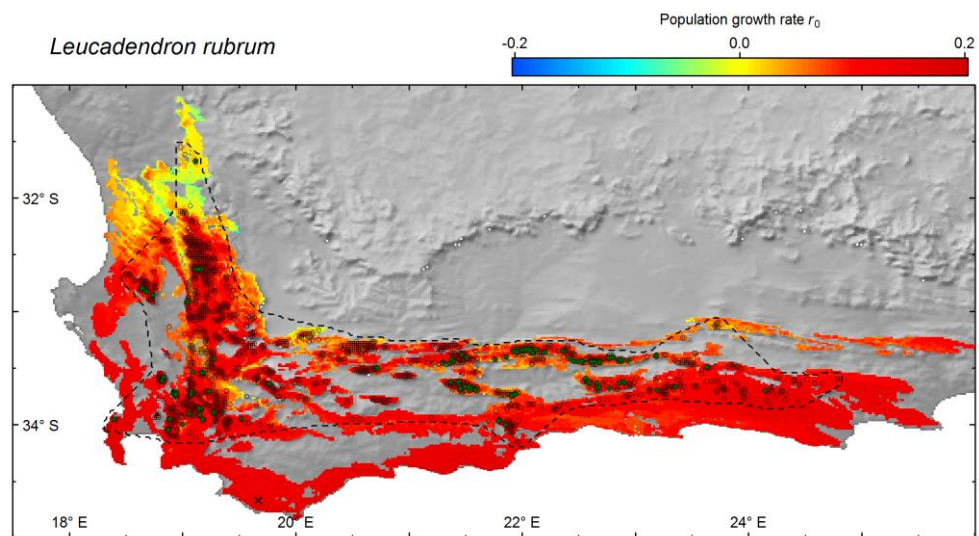 Population growth rate r₀
Leucadendron rubrum
-0.2 0.0 0.2
32° S
34° S
18° E 20° E 22° E 24° E